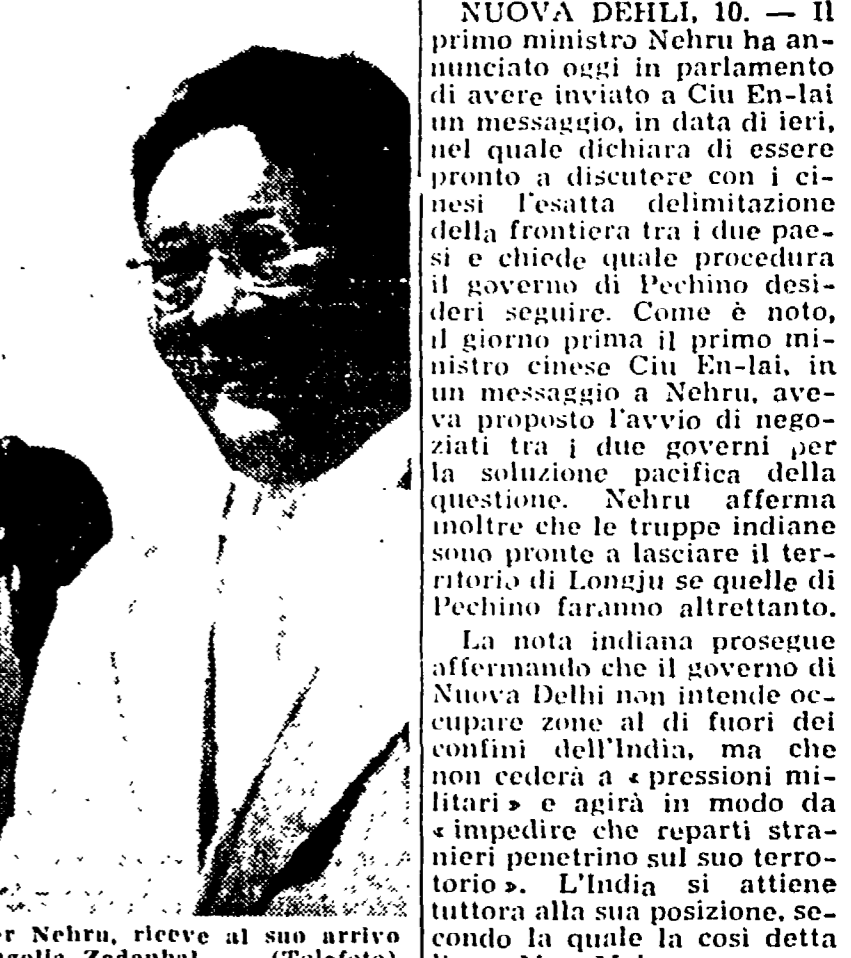 NUOVA DEHLI, 10. — Il
primo ministro Nehru ha an-
nunciato oggi in parlamento
di avere inviato a Ciu En-lai
un messaggio, in data di ieri,
nel quale dichiara di essere
pronto a discutere con i ci-
nesi l'esatta delimitazione
della frontiera tra i due pae-
si e chiede quale procedura
il governo di Pechino desi-
deri seguire. Come è noto,
il giorno prima il primo mi-
nistro cinese Ciu En-lai, in
un messaggio a Nehru, ave-
va proposto l'avvio di nego-
ziati tra i due governi per
la soluzione pacifica della
questione. Nehru afferma
inoltre che le truppe indiane
sono pronte a lasciare il ter-
ritorio di Longju se quelle di
Pechino faranno altrettanto.
La nota indiana prosegue
affermando che il governo di
Nuova Delhi non intende oc-
cupare zone al di fuori dei
confini dell'India, ma che
non cederà a « pressioni mi-
litari » e agirà in modo da
« impedire che reparti stra-
nieri penetrino sul suo terro-
torio ». L'India si attiene
tuttora alla sua posizione, se-
condo la quale la così detta
er Nehru, riceve al suo arrivo
(Telefoto)